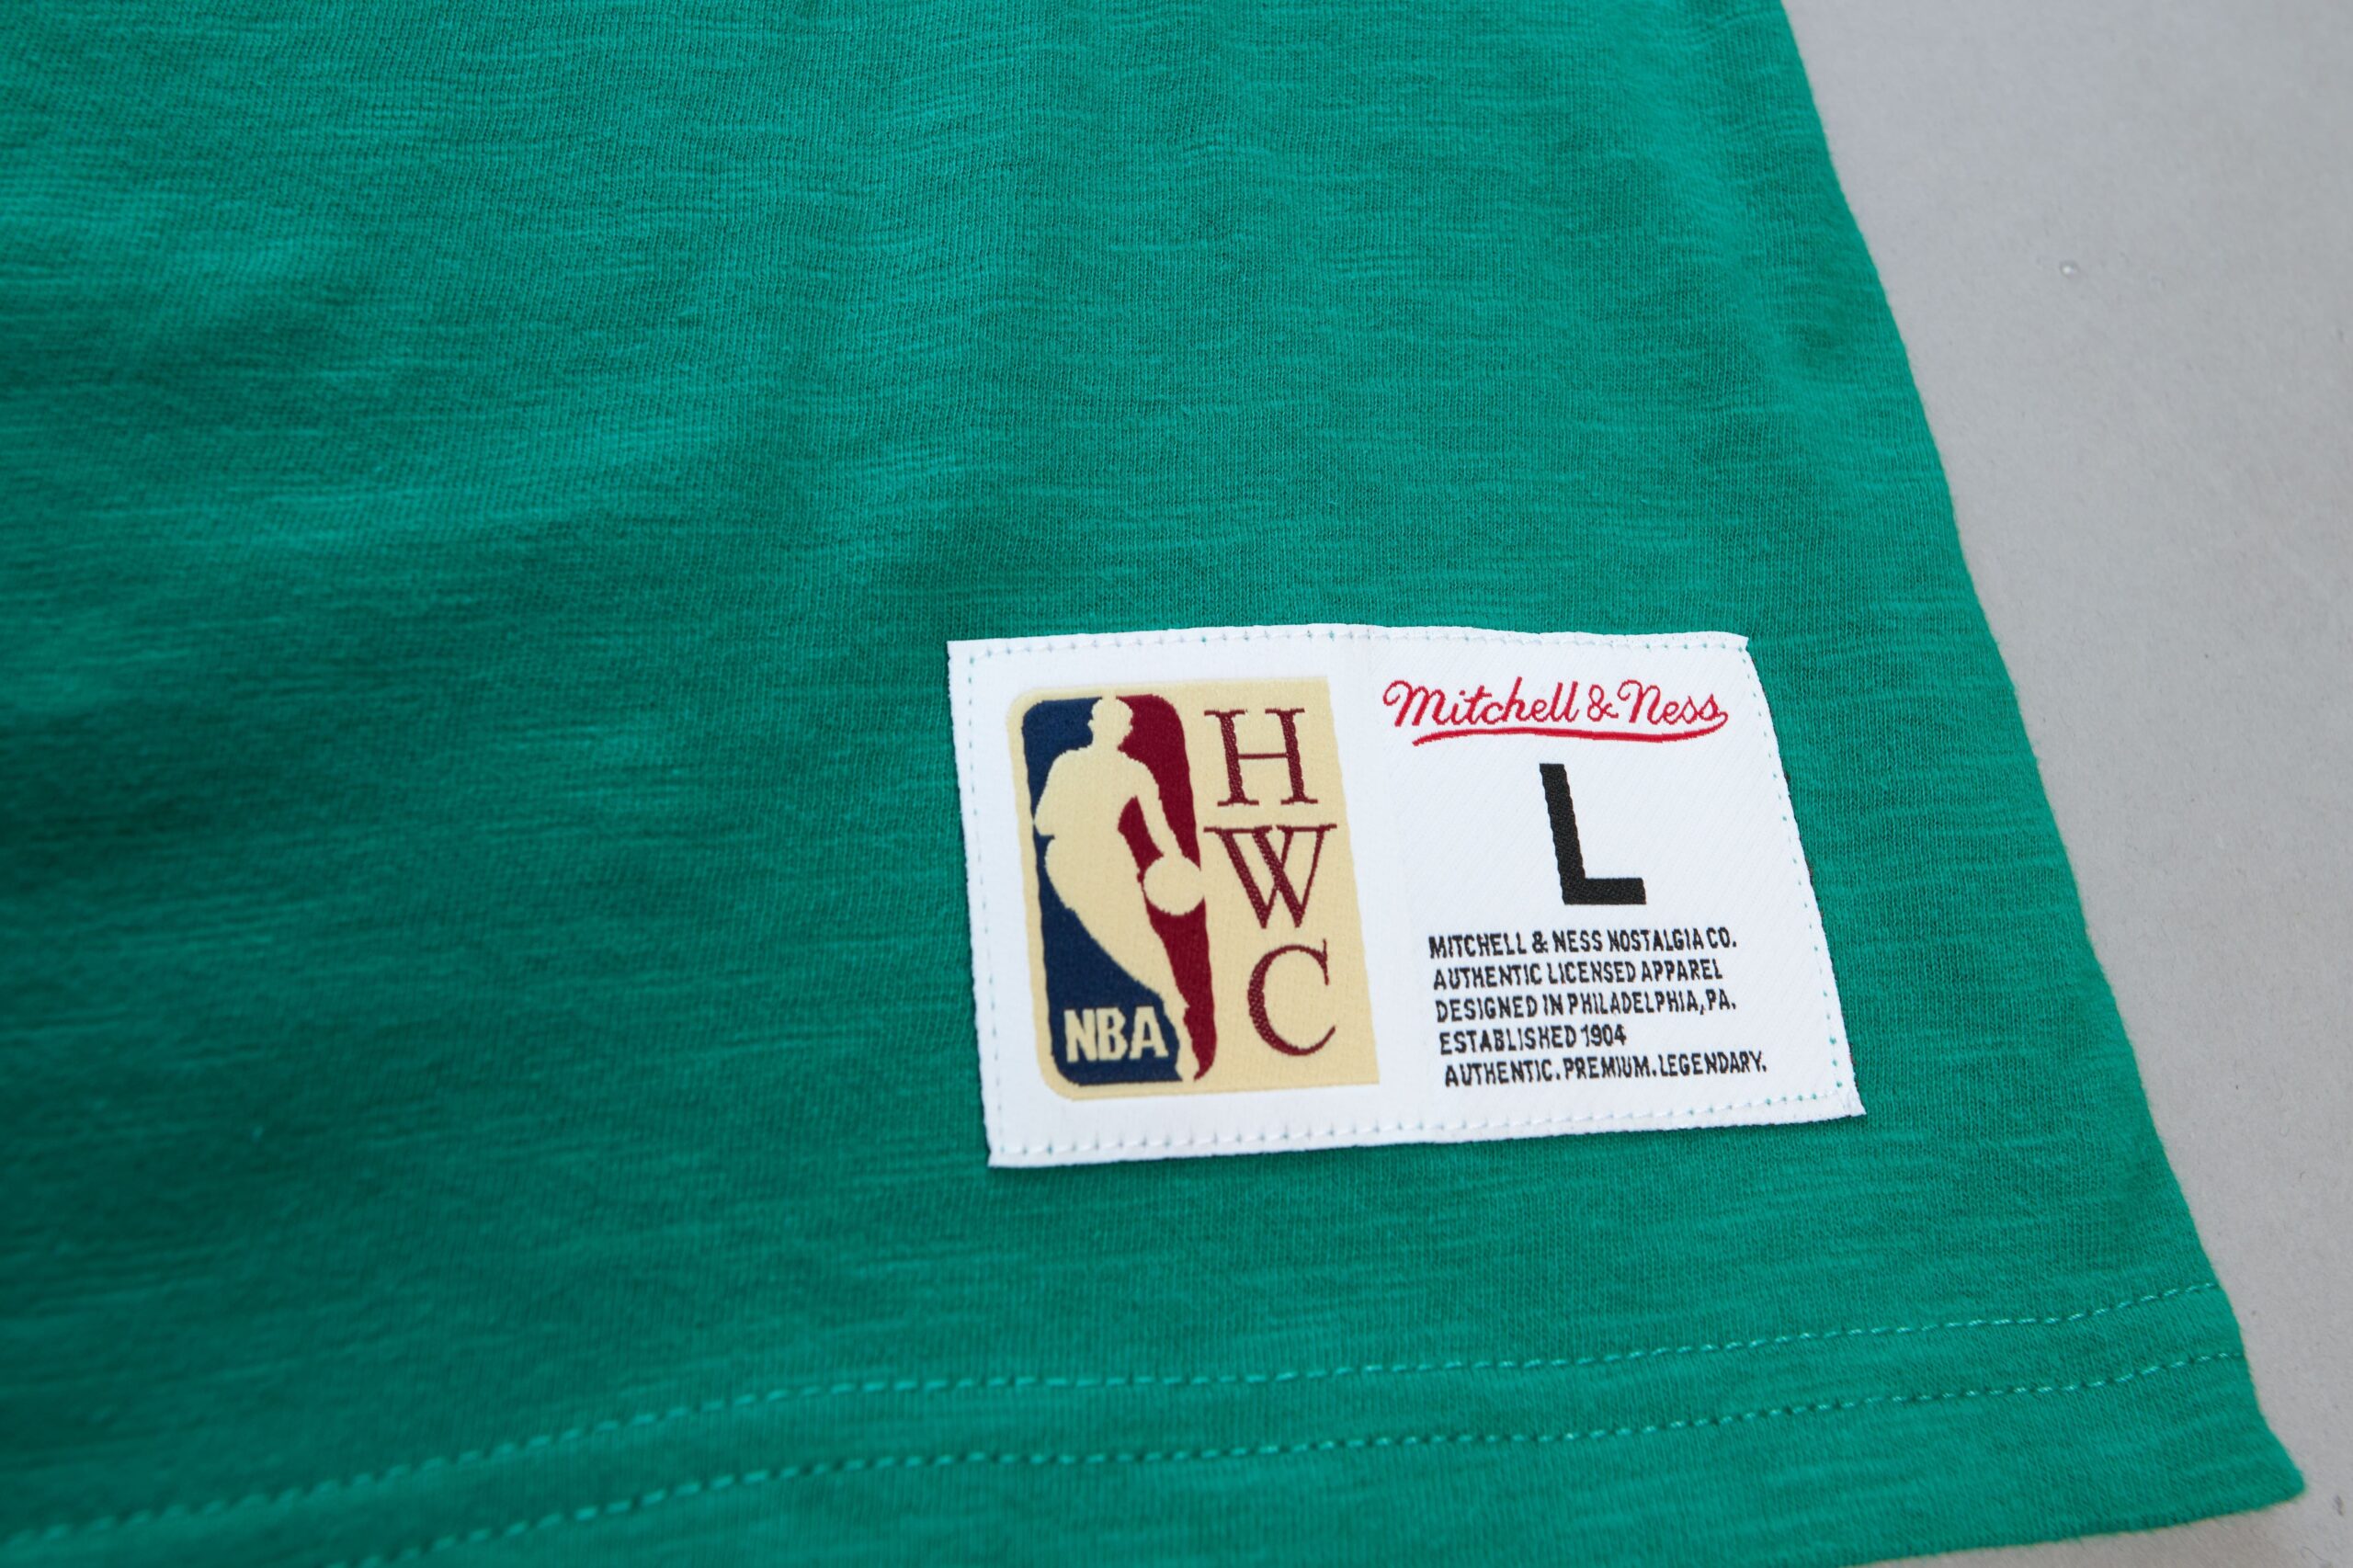 NBA
H
W
C
Mitchell & Ness
L
MITCHELL & NESS NOSTALGIA CO.
AUTHENTIC LICENSED APPAREL
DESIGNED IN PHILADELPHIA, PA.
ESTABLISHED 1904
AUTHENTIC. PREMIUM. LEGENDARY.